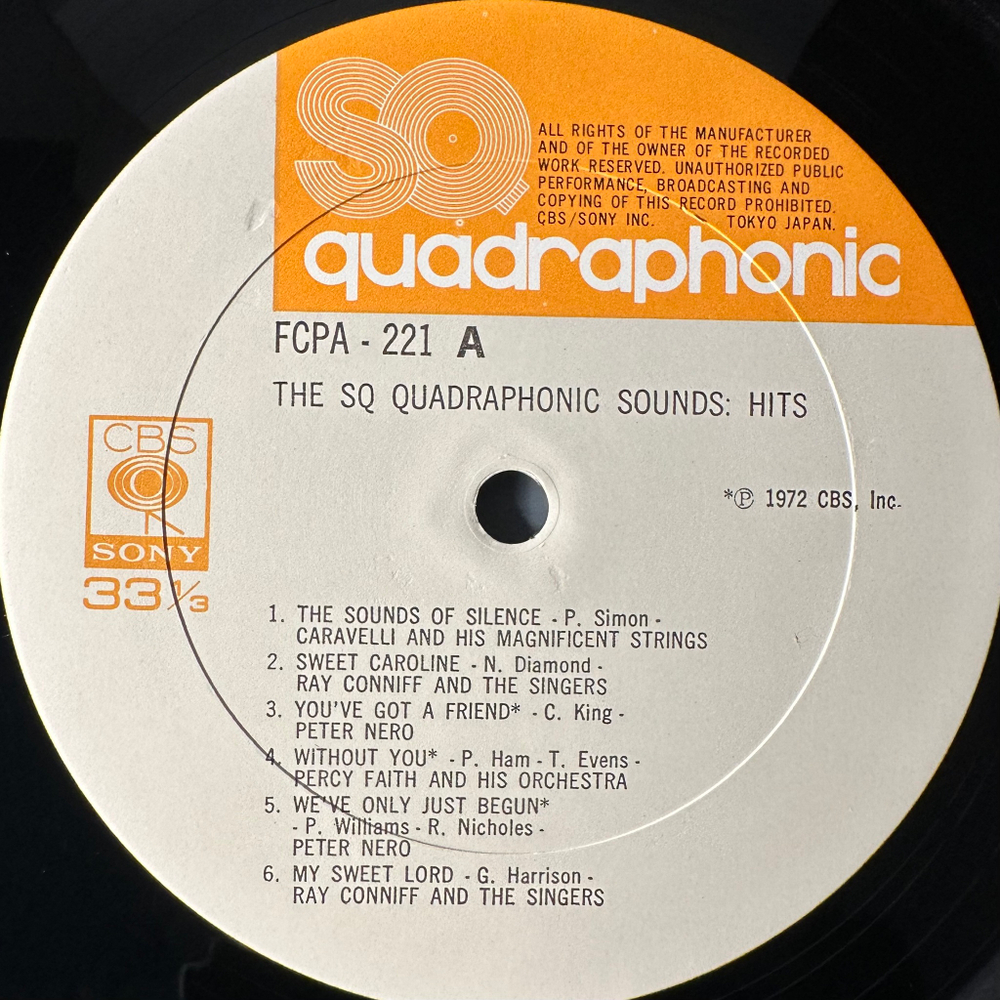 SQ
ALL RIGHTS OF THE MANUFACTURER
AND OF THE OWNER OF THE RECORDED
WORK RESERVED. UNAUTHORIZED PUBLIC
PERFORMANCE, BROADCASTING AND
COPYING OF THIS RECORD PROHIBITED.
CBS/SONY INC. TOKYO JAPAN.
quadraphonic
FCPA - 221 A
THE SQ QUADRAPHONIC SOUNDS: HITS
CBS
SONY
33 1/3
*℗ 1972 CBS, Inc.
1. THE SOUNDS OF SILENCE - P. Simon -
CARAVELLI AND HIS MAGNIFICENT STRINGS
2. SWEET CAROLINE - N. Diamond -
RAY CONNIFF AND THE SINGERS
3. YOU'VE GOT A FRIEND* - C. King -
PETER NERO
4. WITHOUT YOU* - P. Ham - T. Evens -
PERCY FAITH AND HIS ORCHESTRA
5. WE'VE ONLY JUST BEGUN*
- P. Williams - R. Nicholes -
PETER NERO
6. MY SWEET LORD - G. Harrison -
RAY CONNIFF AND THE SINGERS